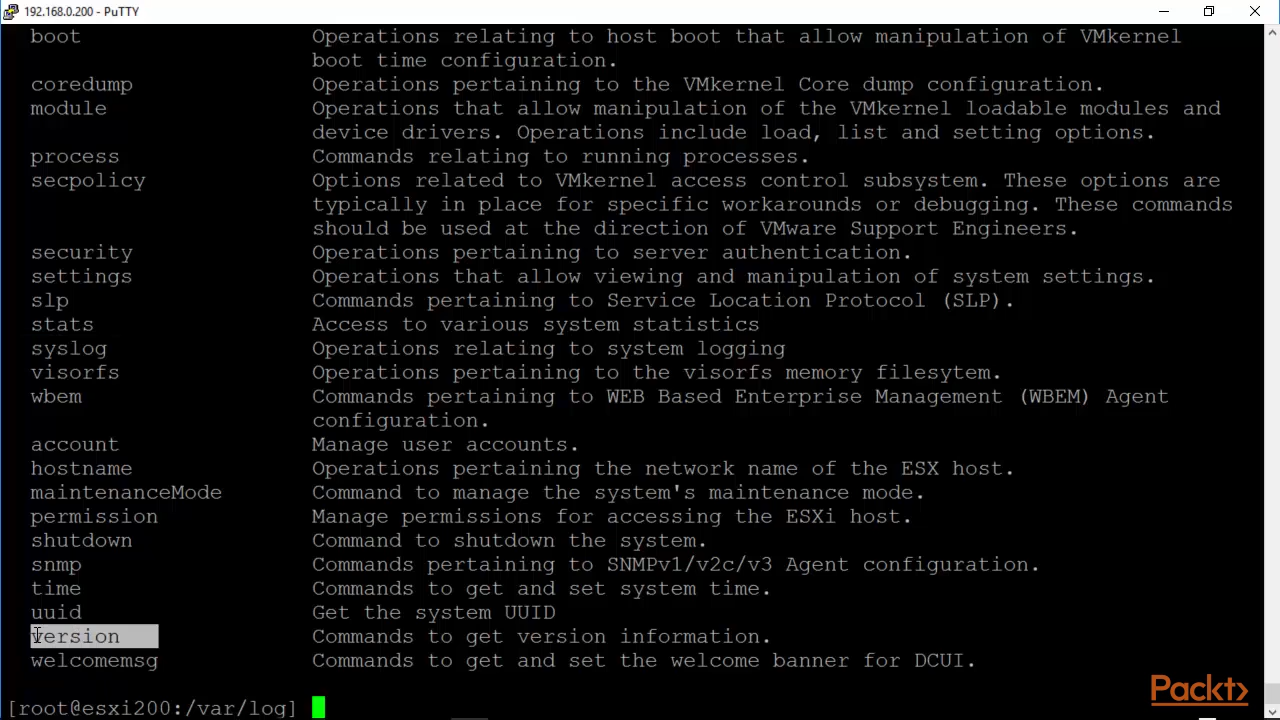 192.168.0.200 - PuTTY
boot Operations relating to host boot that allow manipulation of VMkernel
boot time configuration.
coredump Operations pertaining to the VMkernel Core dump configuration.
module Operations that allow manipulation of the VMkernel loadable modules and
device drivers. Operations include load, list and setting options.
process Commands relating to running processes.
secpolicy Options related to VMkernel access control subsystem. These options are
typically in place for specific workarounds or debugging. These commands
should be used at the direction of VMware Support Engineers.
security Operations pertaining to server authentication.
settings Operations that allow viewing and manipulation of system settings.
slp Commands pertaining to Service Location Protocol (SLP).
stats Access to various system statistics
syslog Operations relating to system logging
visorfs Operations pertaining to the visorfs memory filesytem.
wbem Commands pertaining to WEB Based Enterprise Management (WBEM) Agent
configuration.
account Manage user accounts.
hostname Operations pertaining the network name of the ESX host.
maintenanceMode Command to manage the system's maintenance mode.
permission Manage permissions for accessing the ESXi host.
shutdown Command to shutdown the system.
snmp Commands pertaining to SNMPv1/v2c/v3 Agent configuration.
time Commands to get and set system time.
uuid Get the system UUID
version Commands to get version information.
welcomemsg Commands to get and set the welcome banner for DCUI.
[root@esxi200:/var/log]
Packt>